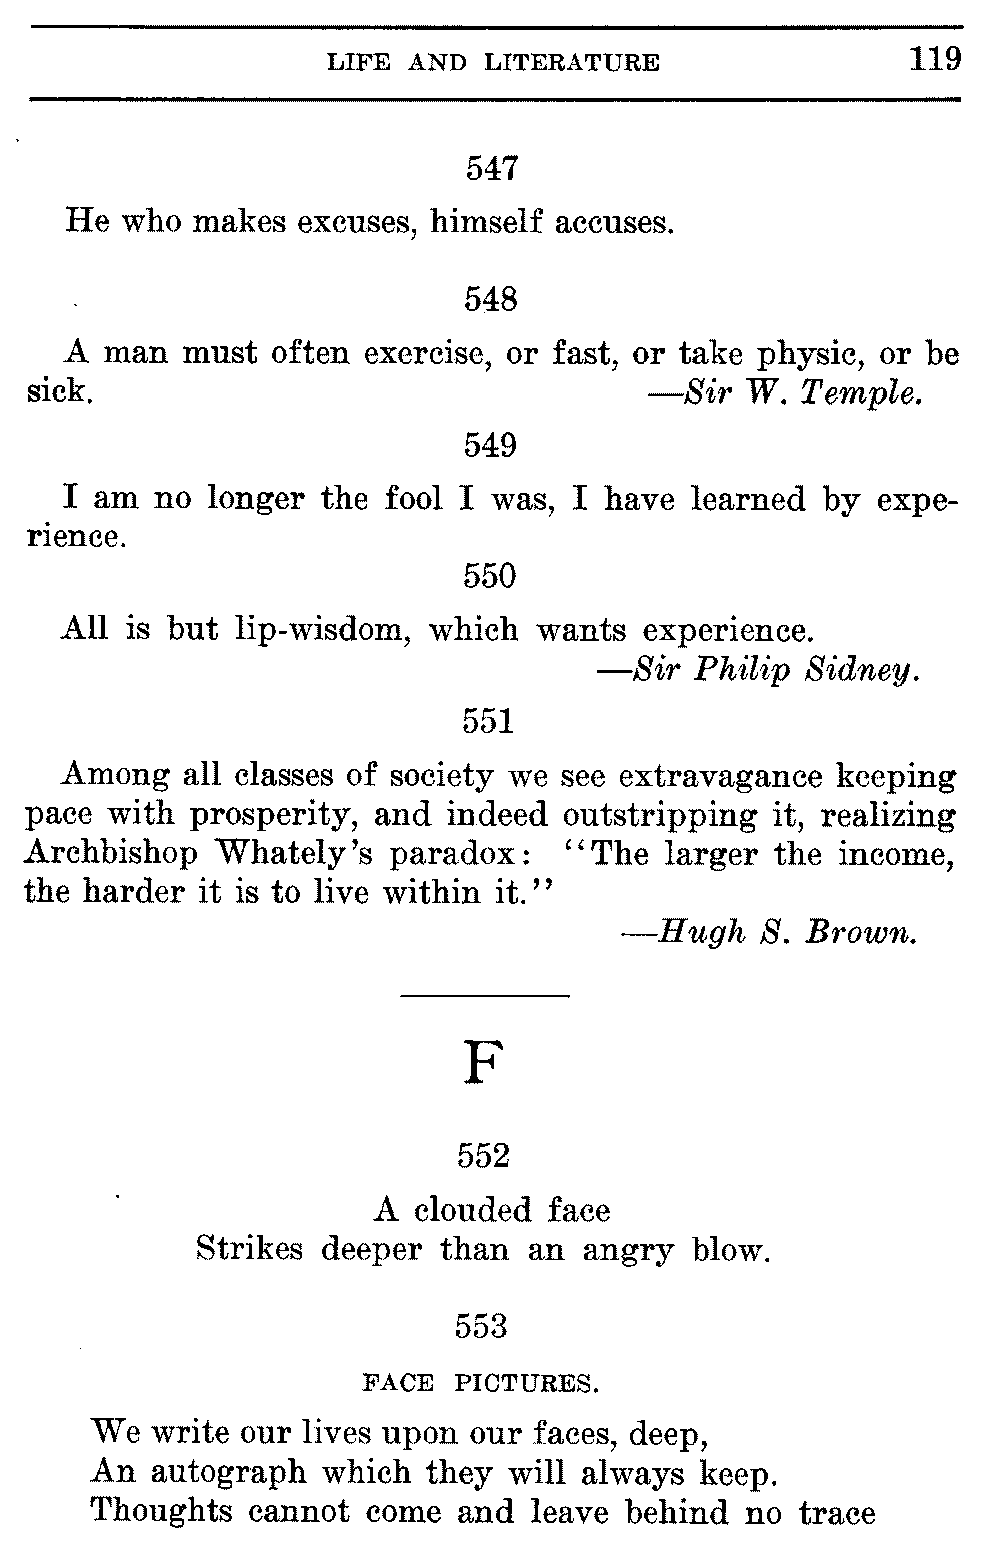 LIFE AND LITERATURE 119
547
He who makes excuses, himself accuses.
548
A man must often exercise, or fast, or take physic, or be
sick. —Sir W. Temple.
549
I am no longer the fool I was, I have learned by expe-
rience.
550
All is but lip-wisdom, which wants experience.
—Sir Philip Sidney.
551
Among all classes of society we see extravagance keeping
pace with prosperity, and indeed outstripping it, realizing
Archbishop Whately's paradox: "The larger the income,
the harder it is to live within it."
—Hugh S. Brown.
F
552
A clouded face
Strikes deeper than an angry blow.
553
FACE PICTURES.
We write our lives upon our faces, deep,
An autograph which they will always keep.
Thoughts cannot come and leave behind no trace